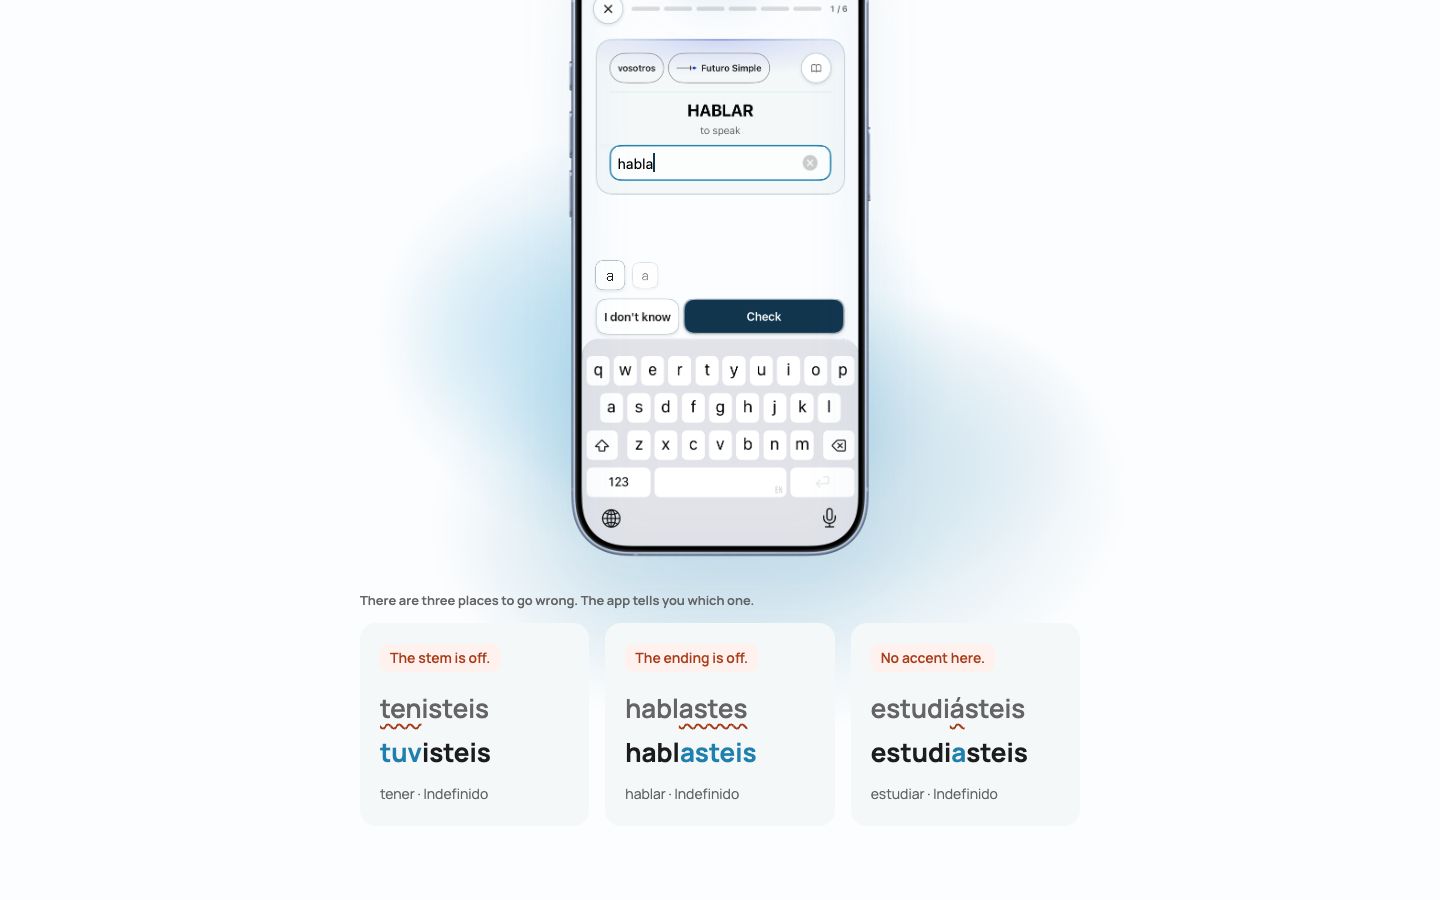 1 / 6
vosotros
Futuro Simple
HABLAR
to speak
habla
a a
I don't know
Check
q w e r t y u i o p
a s d f g h j k l
z x c v b n m
123
There are three places to go wrong. The app tells you which one.
The stem is off.
tenisteis
tuvisteis
tener · Indefinido
The ending is off.
hablastes
hablasteis
hablar · Indefinido
No accent here.
estudiásteis
estudiasteis
estudiar · Indefinido